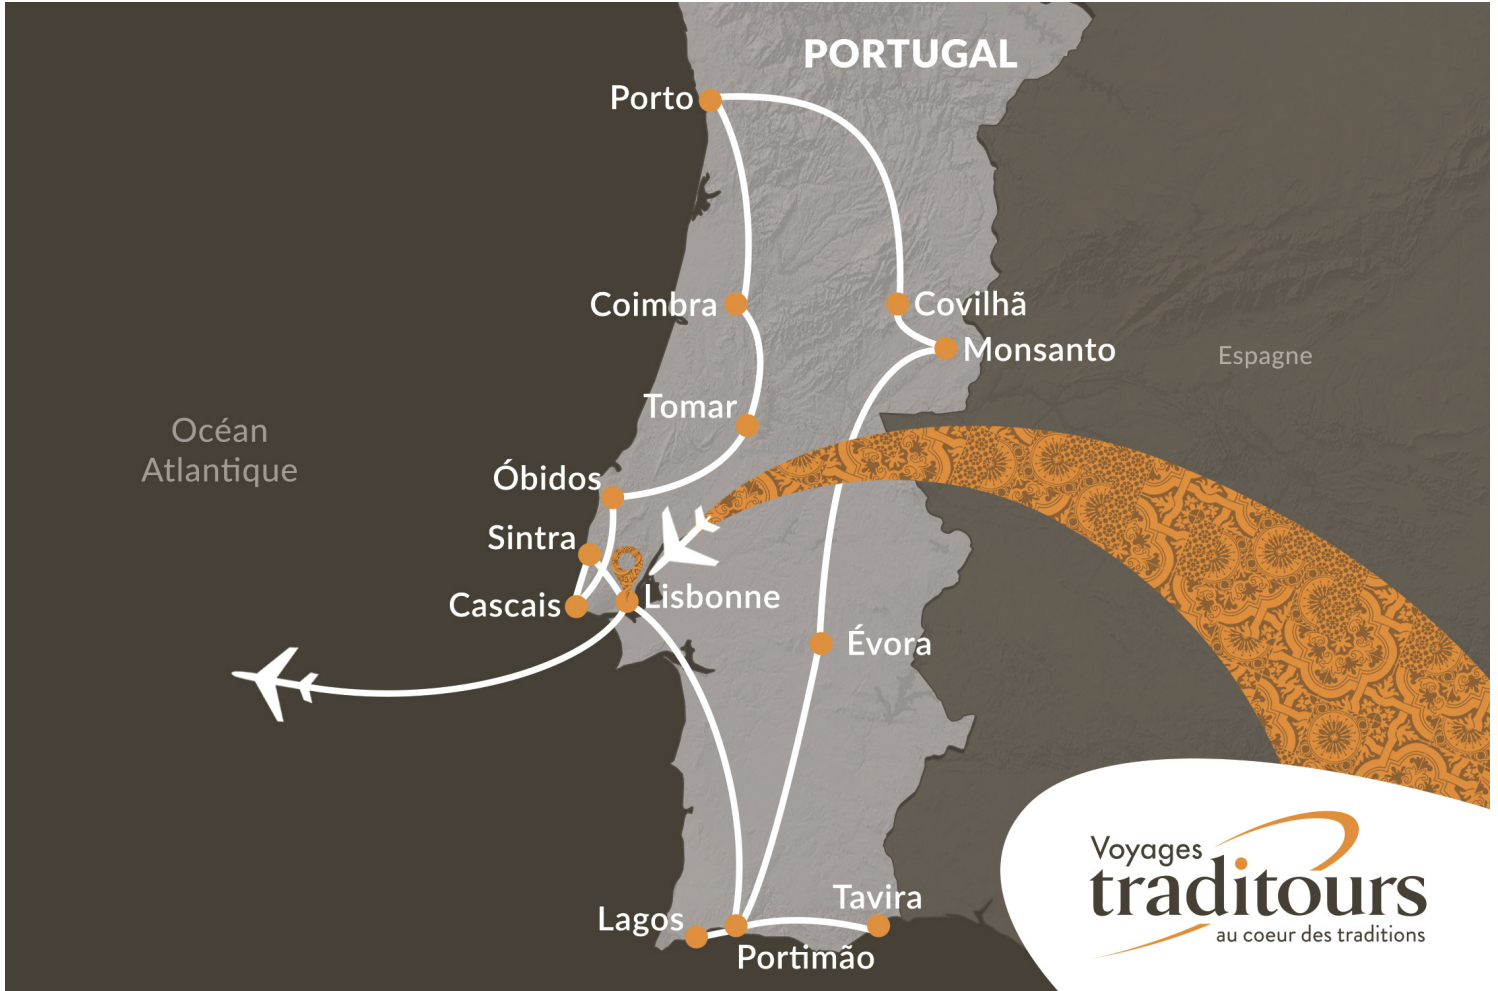 PORTUGAL
Porto
Coimbra
Covilhã
Monsanto
Espagne
Tomar
Océan
Atlantique
Óbidos
Sintra
Cascais
Lisbonne
Évora
Lagos
Tavira
Portimão
Voyages
traditours
au coeur des traditions